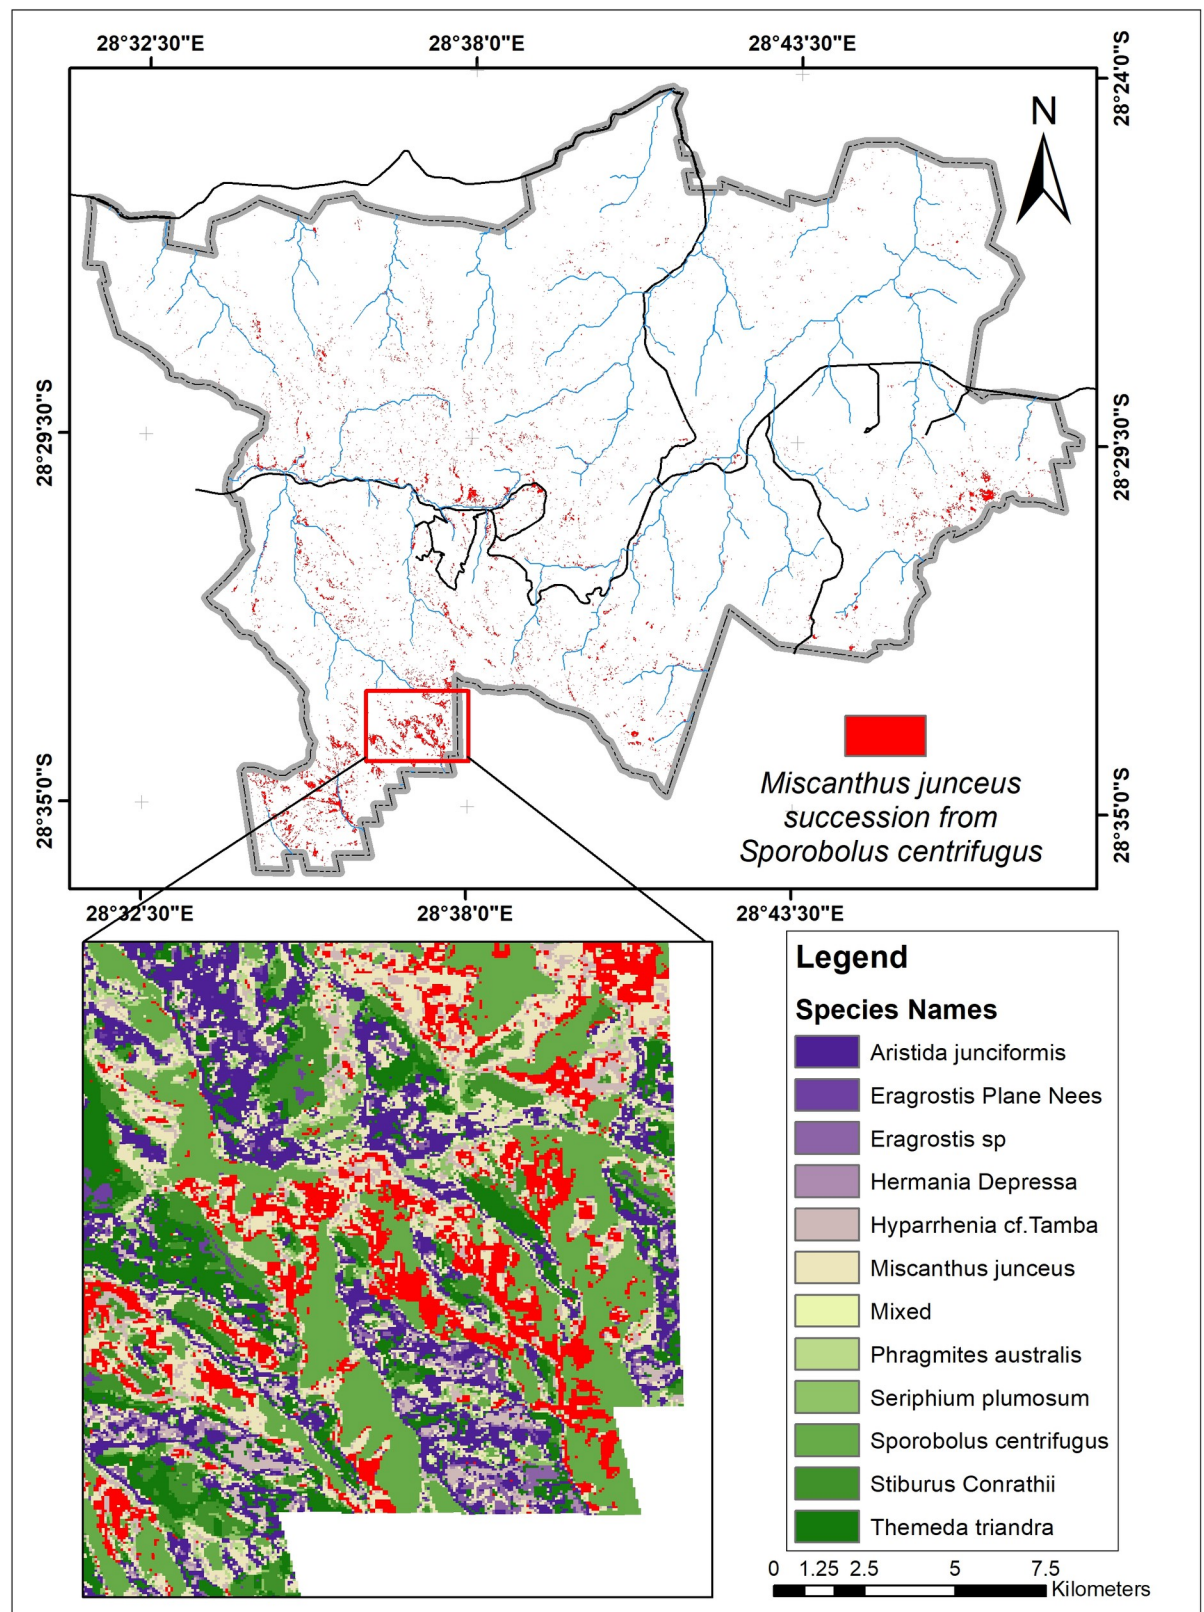 28°32'30"E 28°38'0"E 28°43'30"E
28°24'0"S
N
28°29'30"S
28°29'30"S
Miscanthus junceus
succession from
Sporobolus centrifugus
28°35'0"S
28°35'0"S
28°32'30"E 28°38'0"E 28°43'30"E
Legend
Species Names
Aristida junciformis
Eragrostis Plane Nees
Eragrostis sp
Hermania Depressa
Hyparrhenia cf.Tamba
Miscanthus junceus
Mixed
Phragmites australis
Seriphium plumosum
Sporobolus centrifugus
Stiburus Conrathii
Themeda triandra
0 1.25 2.5 5 7.5
Kilometers